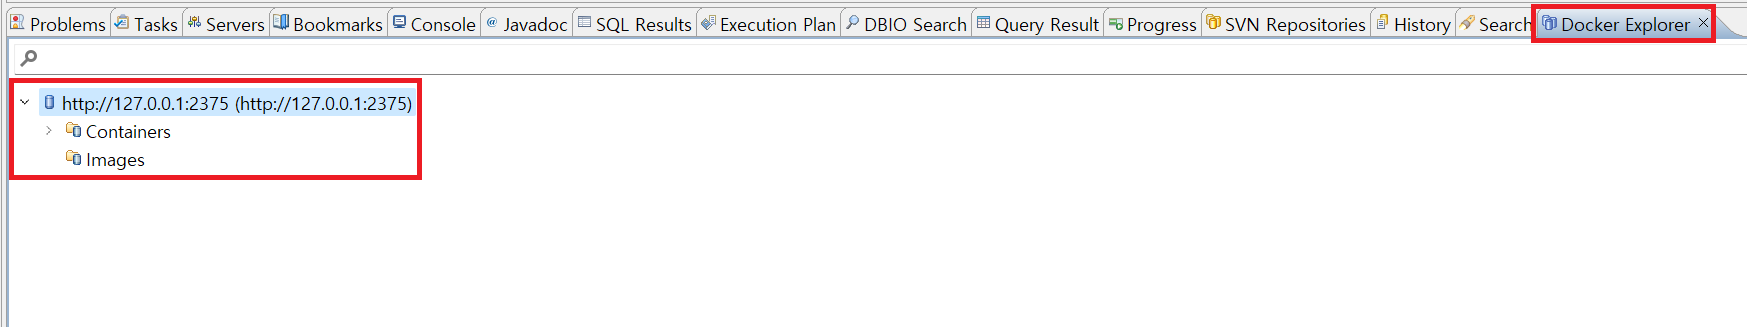 Problems Tasks Servers Bookmarks Console Javadoc SQL Results Execution Plan DBIO Search Query Result Progress SVN Repositories History Search Docker Explorer
http://127.0.0.1:2375 (http://127.0.0.1:2375)
Containers
Images